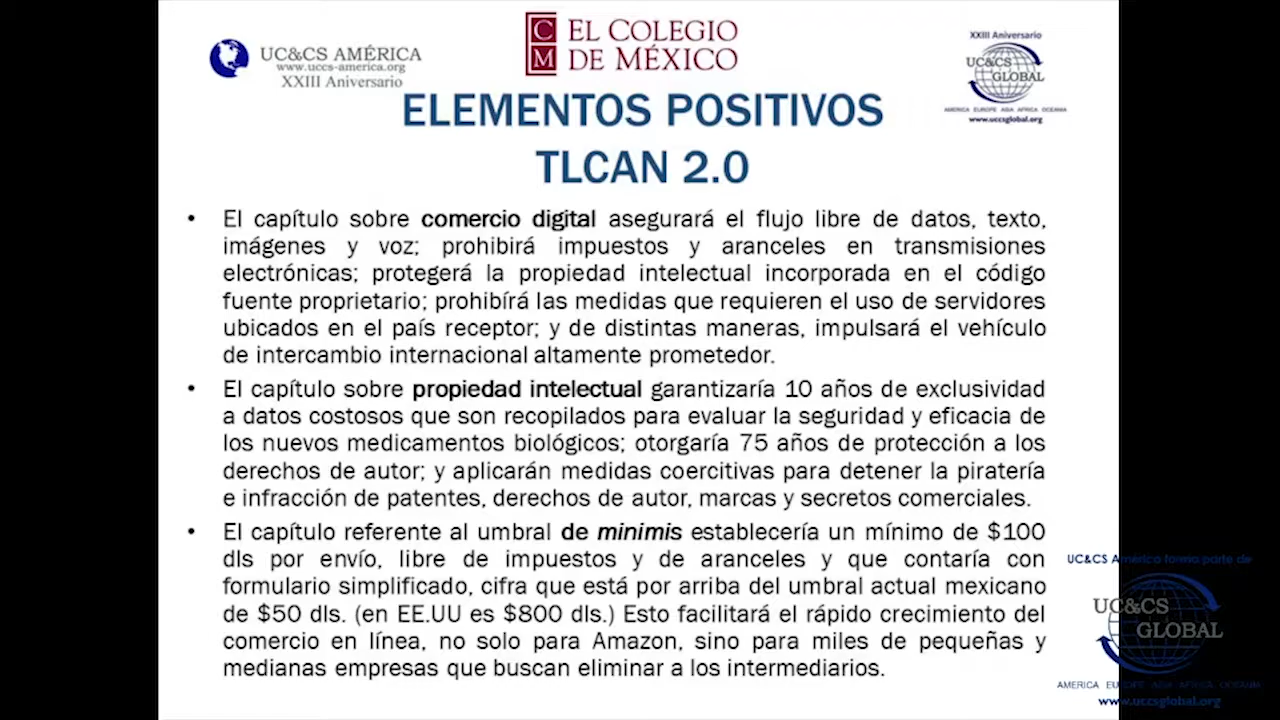 UC&CS AMÉRICA
www.uccs-america.org
XXIII Aniversario
C
M
EL COLEGIO
DE MÉXICO
XXIII Aniversario
UC&CS
GLOBAL
AMERICA EUROPE ASIA AFRICA OCEANIA
www.uccsglobal.org
ELEMENTOS POSITIVOS
TLCAN 2.0
• El capítulo sobre comercio digital asegurará el flujo libre de datos, texto,
imágenes y voz; prohibirá impuestos y aranceles en transmisiones
electrónicas; protegerá la propiedad intelectual incorporada en el código
fuente proprietario; prohibírá las medidas que requieren el uso de servidores
ubicados en el país receptor; y de distintas maneras, impulsará el vehículo
de intercambio internacional altamente prometedor.
• El capítulo sobre propiedad intelectual garantizaría 10 años de exclusividad
a datos costosos que son recopilados para evaluar la seguridad y eficacia de
los nuevos medicamentos biológicos; otorgaría 75 años de protección a los
derechos de autor; y aplicarán medidas coercitivas para detener la piratería
e infracción de patentes, derechos de autor, marcas y secretos comerciales.
• El capítulo referente al umbral de minimis establecería un mínimo de $100
dls por envío, libre de impuestos y de aranceles y que contaría con
formulario simplificado, cifra que está por arriba del umbral actual mexicano
de $50 dls. (en EE.UU es $800 dls.) Esto facilitará el rápido crecimiento del
comercio en línea, no solo para Amazon, sino para miles de pequeñas y
medianas empresas que buscan eliminar a los intermediarios.
UC&CS América forma parte de
UC&CS
GLOBAL
AMERICA EUROPE ASIA AFRICA OCEANIA
www.uccsglobal.org